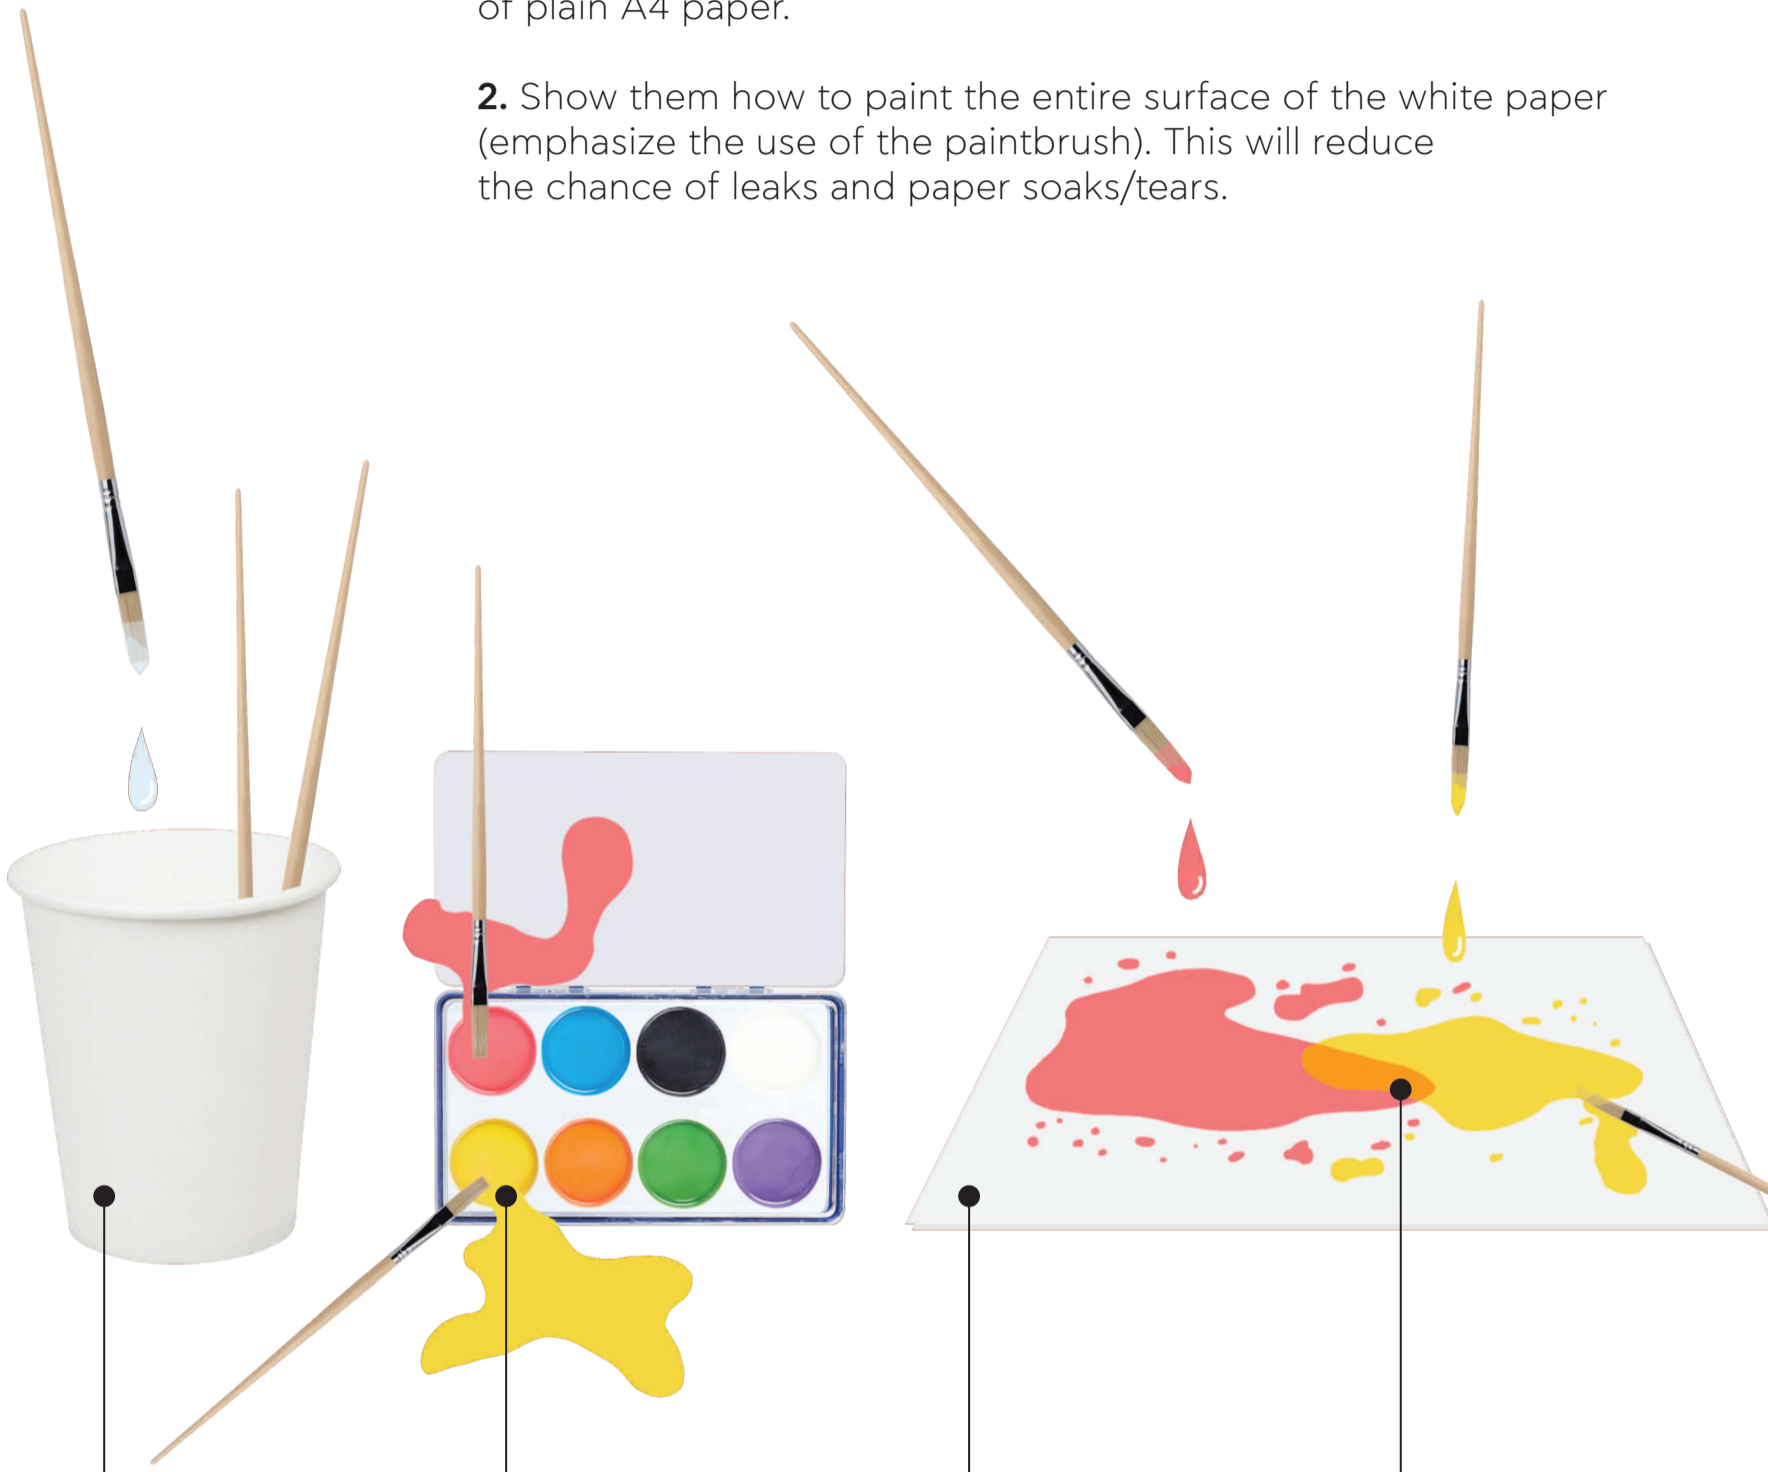 of plain A4 paper.
2. Show them how to paint the entire surface of the white paper
(emphasize the use of the paintbrush). This will reduce
the chance of leaks and paper soaks/tears.